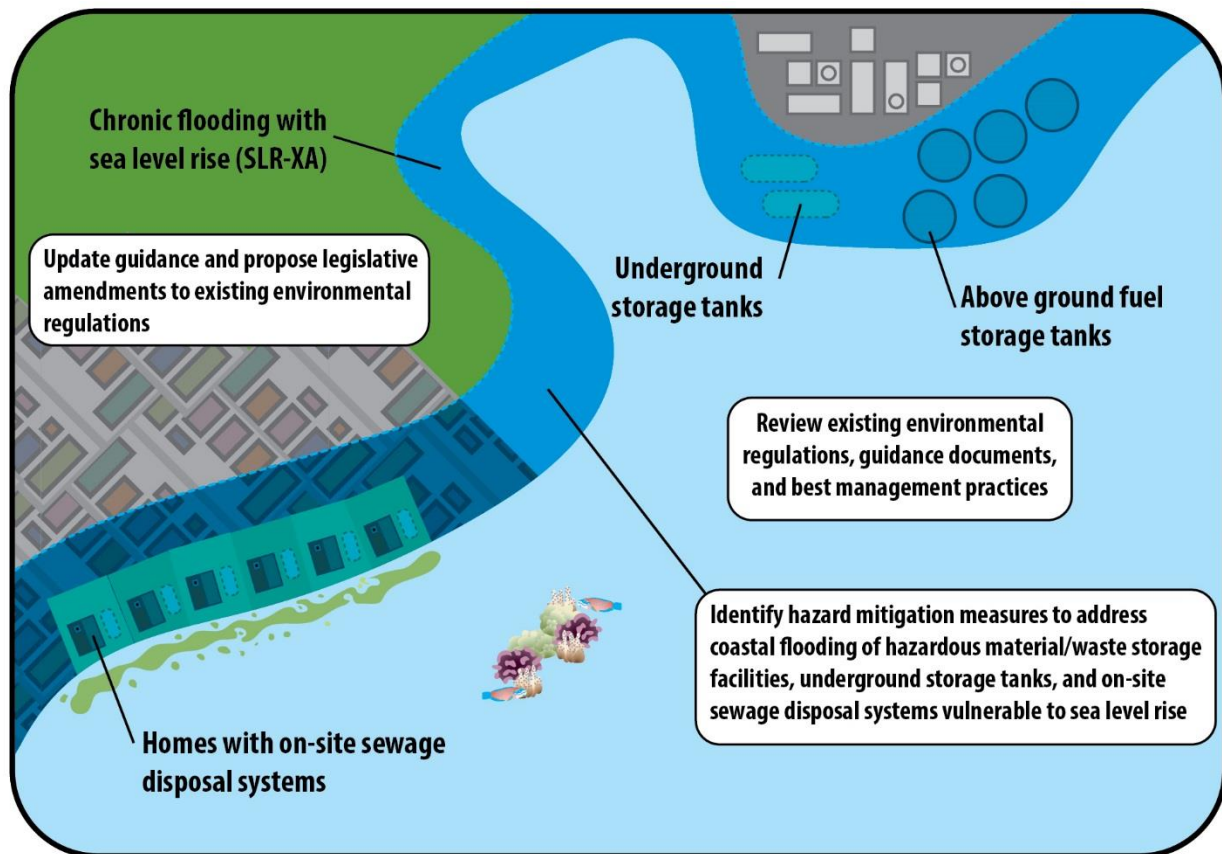 Chronic flooding with
sea level rise (SLR-XA)
Update guidance and propose legislative
amendments to existing environmental
regulations
Underground
storage tanks
Above ground fuel
storage tanks
Review existing environmental
regulations, guidance documents,
and best management practices
Identify hazard mitigation measures to address
coastal flooding of hazardous material/waste storage
facilities, underground storage tanks, and on-site
sewage disposal systems vulnerable to sea level rise
Homes with on-site sewage
disposal systems